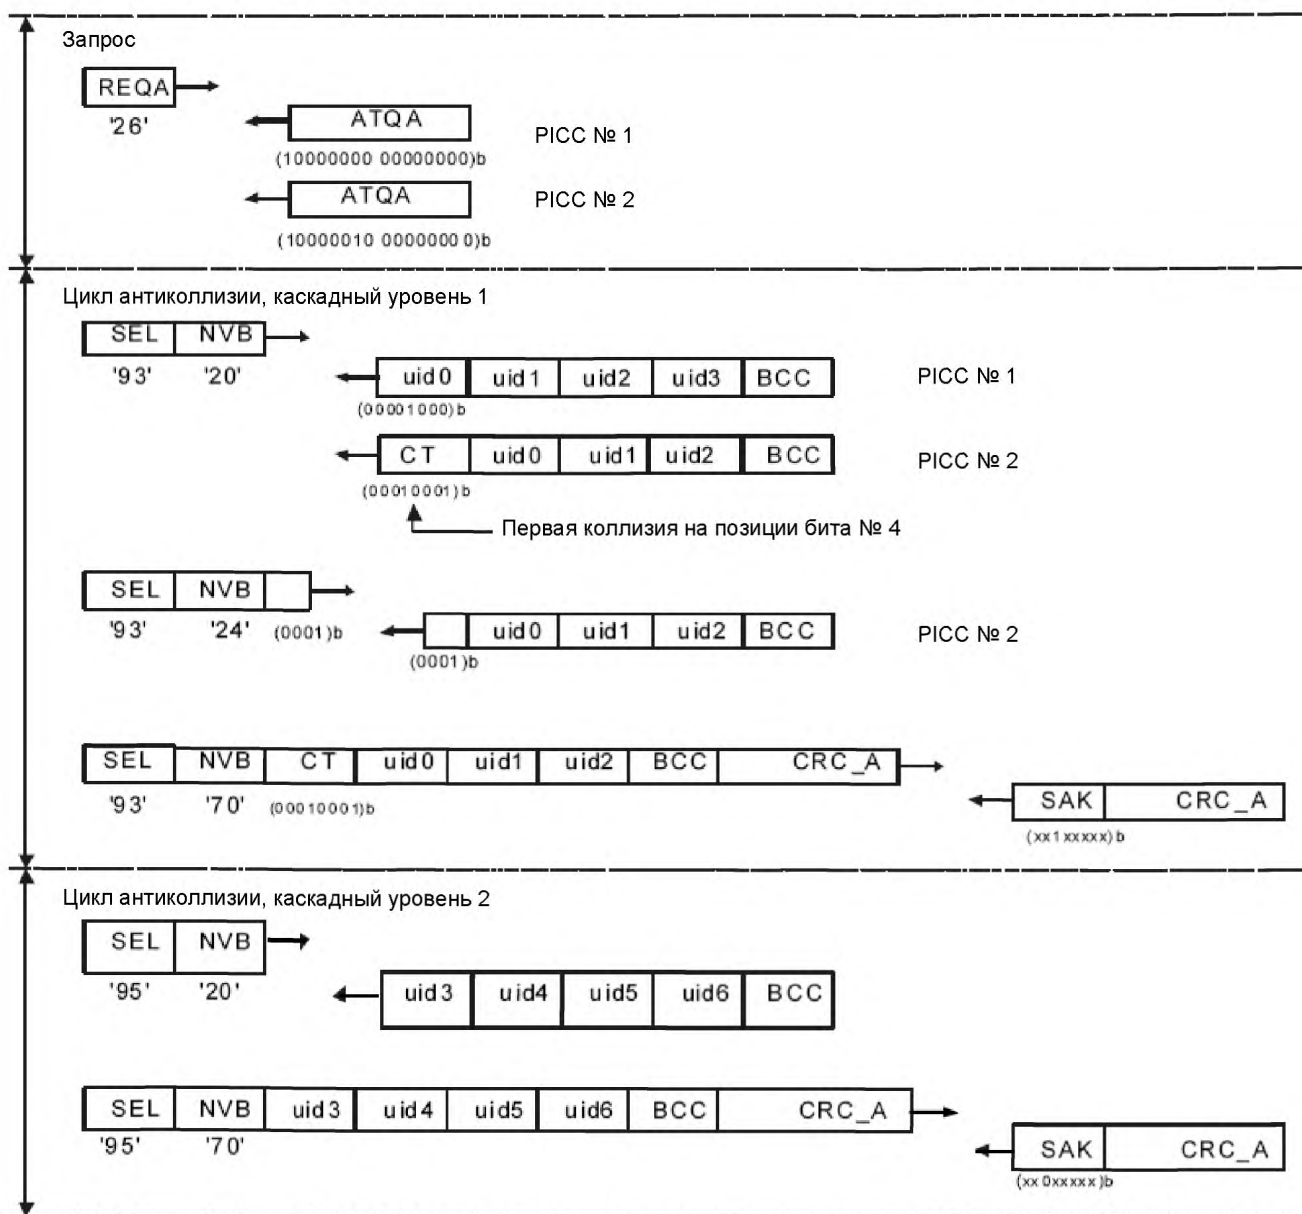 Запрос
REQA
'26'
ATQA
PICC № 1
(10000000 00000000)b
ATQA
PICC № 2
(10000010 00000000)b
Цикл антиколлизии, каскадный уровень 1
SEL NVB
'93' '20'
uid0 uid1 uid2 uid3 BCC
PICC № 1
(00001000)b
CT uid0 uid1 uid2 BCC
PICC № 2
(00010001)b
Первая коллизия на позиции бита № 4
SEL NVB
'93' '24' (0001)b
uid0 uid1 uid2 BCC
PICC № 2
(0001)b
SEL NVB CT uid0 uid1 uid2 BCC CRC_A
'93' '70' (00010001)b
SAK CRC_A
(xx1xxxxx)b
Цикл антиколлизии, каскадный уровень 2
SEL NVB
'95' '20'
uid3 uid4 uid5 uid6 BCC
SEL NVB uid3 uid4 uid5 uid6 BCC CRC_A
'95' '70'
SAK CRC_A
(xx0xxxxx)b